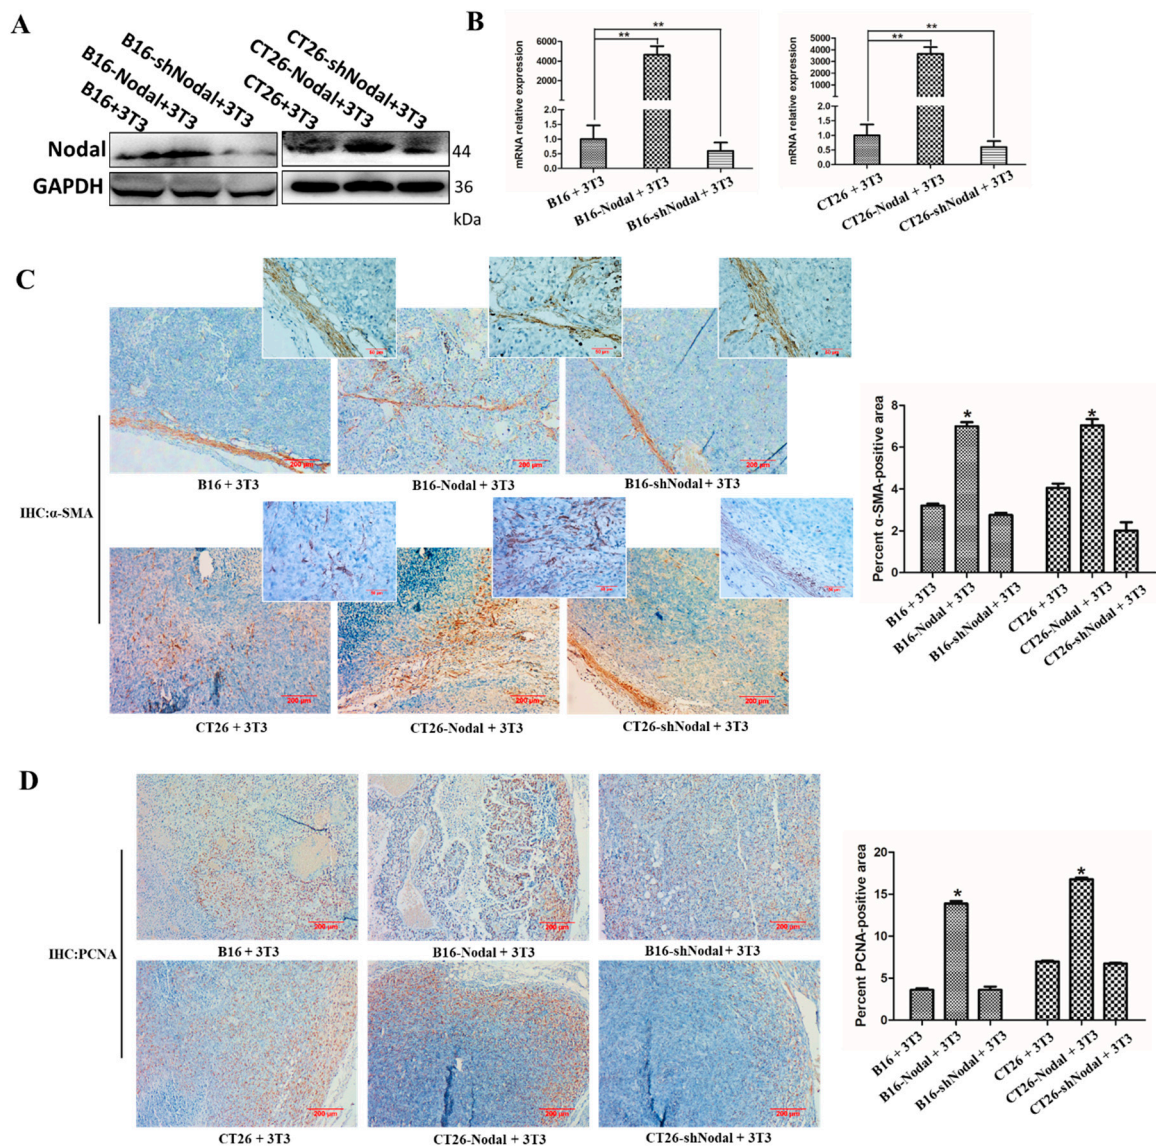 A
B16+3T3
B16-Nodal+3T3
B16-shNodal+3T3
CT26+3T3
CT26-Nodal+3T3
CT26-shNodal+3T3
Nodal
44
GAPDH
36
kDa
B
mRNA relative expression
6000
5000
4000
3000
2000
1000
2.0
1.5
1.0
0.5
0.0
**
**
B16 + 3T3
B16-Nodal + 3T3
B16-shNodal + 3T3
mRNA relative expression
5000
4000
3000
2000
1000
2.0
1.5
1.0
0.5
0.0
**
**
CT26 + 3T3
CT26-Nodal + 3T3
CT26-shNodal + 3T3
C
IHC:α-SMA
50 μm
50 μm
50 μm
200 μm
200 μm
200 μm
B16 + 3T3
B16-Nodal + 3T3
B16-shNodal + 3T3
200 μm
200 μm
200 μm
CT26 + 3T3
CT26-Nodal + 3T3
CT26-shNodal + 3T3
Percent α-SMA-positive area
8
6
4
2
0
*
*
B16 + 3T3
B16-Nodal + 3T3
B16-shNodal + 3T3
CT26 + 3T3
CT26-Nodal + 3T3
CT26-shNodal + 3T3
D
IHC:PCNA
200 μm
200 μm
200 μm
B16 + 3T3
B16-Nodal + 3T3
B16-shNodal + 3T3
200 μm
200 μm
200 μm
CT26 + 3T3
CT26-Nodal + 3T3
CT26-shNodal + 3T3
Percent PCNA-positive area
20
15
10
5
0
*
*
B16 + 3T3
B16-Nodal + 3T3
B16-shNodal + 3T3
CT26 + 3T3
CT26-Nodal + 3T3
CT26-shNodal + 3T3